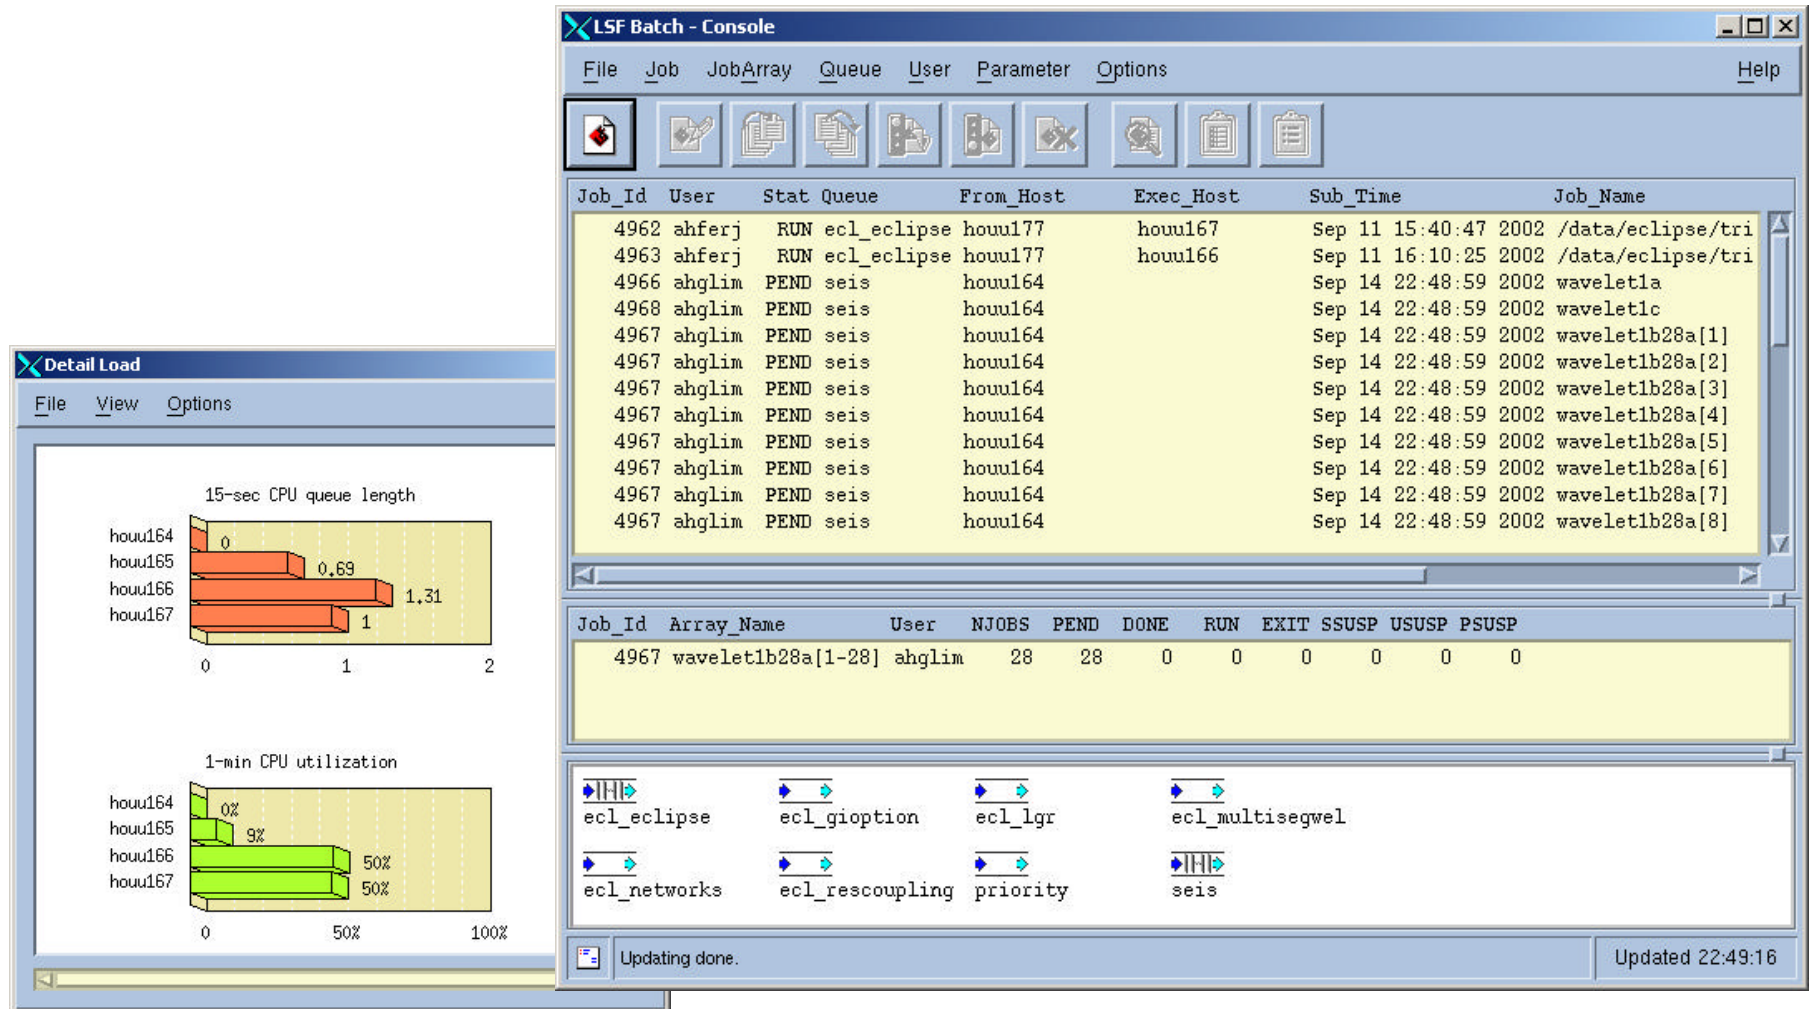 LSF Batch - Console
File Job JobArray Queue User Parameter Options Help
Job_Id User Stat Queue From_Host Exec_Host Sub_Time Job_Name
4962 ahferj RUN ecl_eclipse houu177 houu167 Sep 11 15:40:47 2002 /data/eclipse/tri
4963 ahferj RUN ecl_eclipse houu177 houu166 Sep 11 16:10:25 2002 /data/eclipse/tri
4966 ahglim PEND seis houu164 Sep 14 22:48:59 2002 wavelet1a
4968 ahglim PEND seis houu164 Sep 14 22:48:59 2002 wavelet1c
4967 ahglim PEND seis houu164 Sep 14 22:48:59 2002 wavelet1b28a[1]
4967 ahglim PEND seis houu164 Sep 14 22:48:59 2002 wavelet1b28a[2]
4967 ahglim PEND seis houu164 Sep 14 22:48:59 2002 wavelet1b28a[3]
4967 ahglim PEND seis houu164 Sep 14 22:48:59 2002 wavelet1b28a[4]
4967 ahglim PEND seis houu164 Sep 14 22:48:59 2002 wavelet1b28a[5]
4967 ahglim PEND seis houu164 Sep 14 22:48:59 2002 wavelet1b28a[6]
4967 ahglim PEND seis houu164 Sep 14 22:48:59 2002 wavelet1b28a[7]
4967 ahglim PEND seis houu164 Sep 14 22:48:59 2002 wavelet1b28a[8]
Job_Id Array_Name User NJOBS PEND DONE RUN EXIT SSUSP USUSP PSUSP
4967 wavelet1b28a[1-28] ahglim 28 28 0 0 0 0 0 0
ecl_eclipse ecl_gioption ecl_lgr ecl_multisegwel
ecl_networks ecl_rescoupling priority seis
Updating done. Updated 22:49:16
Detail Load
File View Options
15-sec CPU queue length
houu164 0
houu165 0.69
houu166 1.31
houu167 1
0 1 2
1-min CPU utilization
houu164 0%
houu165 9%
houu166 50%
houu167 50%
0 50% 100%